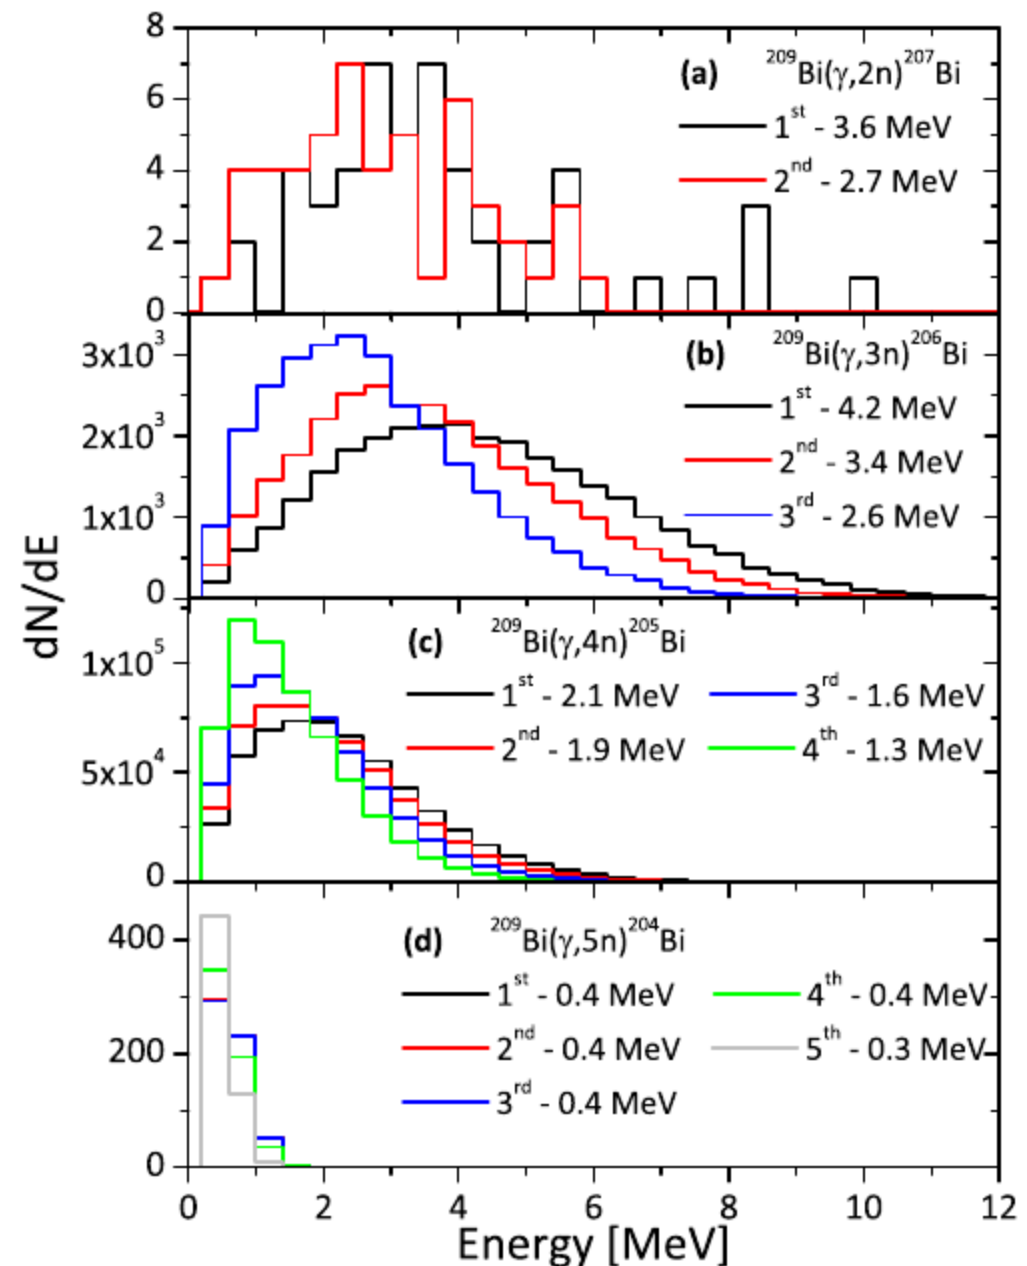 8
6
4
2
0
(a) ²⁰⁹Bi(γ,2n)²⁰⁷Bi
1ˢᵗ - 3.6 MeV
2ⁿᵈ - 2.7 MeV
3x10³
2x10³
1x10³
0
(b) ²⁰⁹Bi(γ,3n)²⁰⁶Bi
1ˢᵗ - 4.2 MeV
2ⁿᵈ - 3.4 MeV
3ʳᵈ - 2.6 MeV
dN/dE
1x10⁵
5x10⁴
0
(c) ²⁰⁹Bi(γ,4n)²⁰⁵Bi
1ˢᵗ - 2.1 MeV 3ʳᵈ - 1.6 MeV
2ⁿᵈ - 1.9 MeV 4ᵗʰ - 1.3 MeV
400
200
0
(d) ²⁰⁹Bi(γ,5n)²⁰⁴Bi
1ˢᵗ - 0.4 MeV 4ᵗʰ - 0.4 MeV
2ⁿᵈ - 0.4 MeV 5ᵗʰ - 0.3 MeV
3ʳᵈ - 0.4 MeV
0 2 4 6 8 10 12
Energy [MeV]